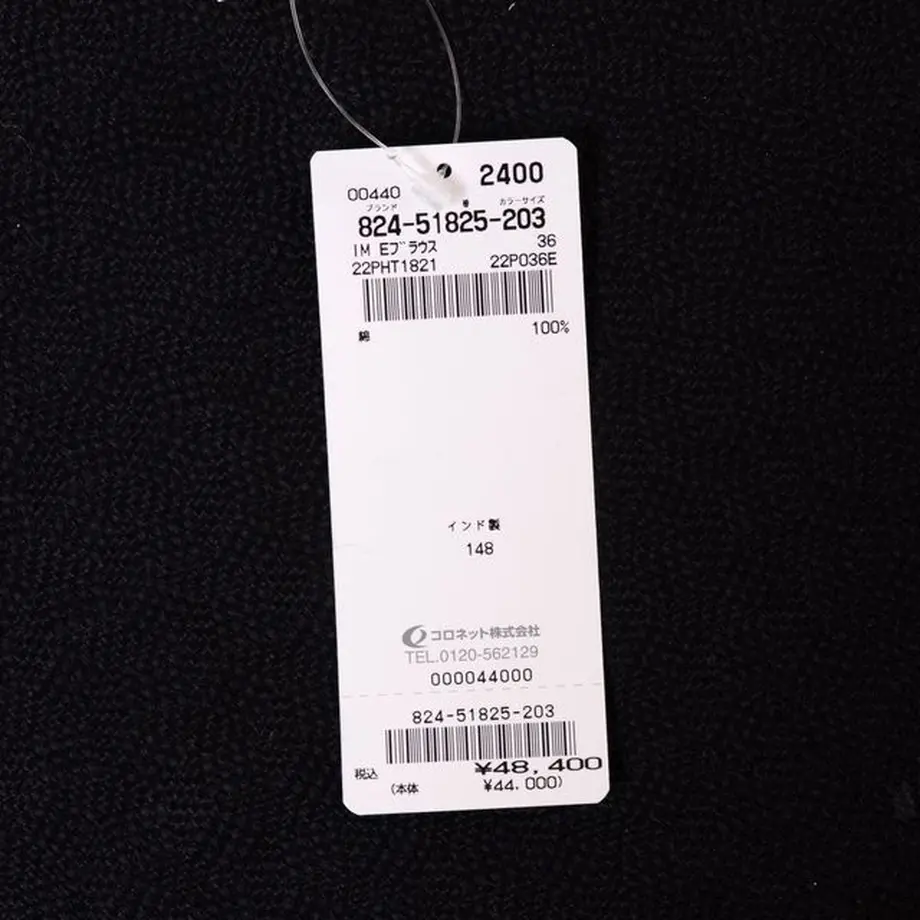 2400
00440
ブランド カラーサイズ
824-51825-203
IM Eブラウス 36
22PHT1821 22P036E
綿 100%
インド製
148
コロネット株式会社
TEL.0120-562129
000044000
824-51825-203
税込 ¥48,400
(本体 ¥44.000)